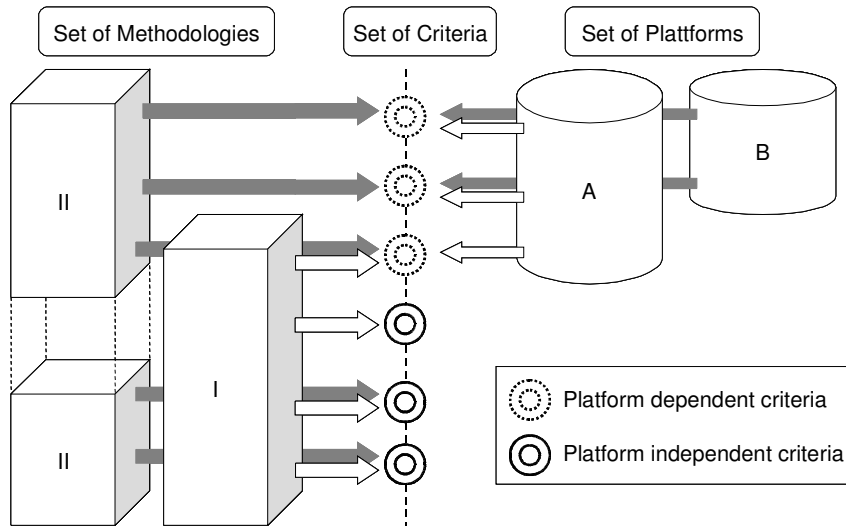 Set of Methodologies
Set of Criteria
Set of Plattforms
II
A
B
I
II
Platform dependent criteria
Platform independent criteria